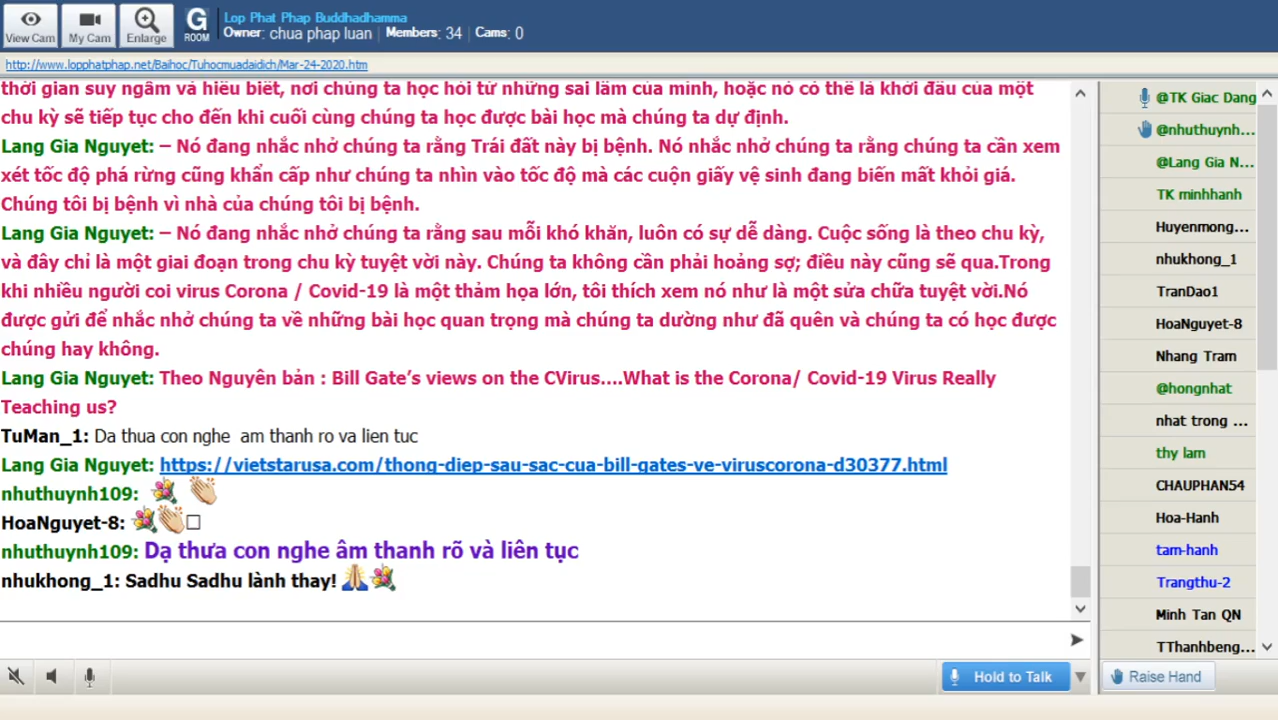 View Cam
My Cam
Enlarge
G
ROOM
Lop Phat Phap Buddhadhamma
Owner: chua phap luan Members: 34 Cams: 0
http://www.lopphatphap.net/Baihoc/Tuhocmuadaidich/Mar-24-2020.htm
thời gian suy ngẫm và hiểu biết, nơi chúng ta học hỏi từ những sai lầm của mình, hoặc nó có thể là khởi đầu của một
chu kỳ sẽ tiếp tục cho đến khi cuối cùng chúng ta học được bài học mà chúng ta dự định.
Lang Gia Nguyet: – Nó đang nhắc nhở chúng ta rằng Trái đất này bị bệnh. Nó nhắc nhở chúng ta rằng chúng ta cần xem
xét tốc độ phá rừng cũng khẩn cấp như chúng ta nhìn vào tốc độ mà các cuộn giấy vệ sinh đang biến mất khỏi giá.
Chúng tôi bị bệnh vì nhà của chúng tôi bị bệnh.
Lang Gia Nguyet: – Nó đang nhắc nhở chúng ta rằng sau mỗi khó khăn, luôn có sự dễ dàng. Cuộc sống là theo chu kỳ,
và đây chỉ là một giai đoạn trong chu kỳ tuyệt vời này. Chúng ta không cần phải hoảng sợ; điều này cũng sẽ qua.Trong
khi nhiều người coi virus Corona / Covid-19 là một thảm họa lớn, tôi thích xem nó như là một sửa chữa tuyệt vời.Nó
được gửi để nhắc nhở chúng ta về những bài học quan trọng mà chúng ta dường như đã quên và chúng ta có học được
chúng hay không.
Lang Gia Nguyet: Theo Nguyên bản : Bill Gate’s views on the CVirus....What is the Corona/ Covid-19 Virus Really
Teaching us?
TuMan_1: Da thua con nghe am thanh ro va lien tuc
Lang Gia Nguyet: https://vietstarusa.com/thong-diep-sau-sac-cua-bill-gates-ve-viruscorona-d30377.html
nhuthuynh109: 💐 👏
HoaNguyet-8: 💐👏□
nhuthuynh109: Dạ thưa con nghe âm thanh rõ và liên tục
nhukhong_1: Sadhu Sadhu lành thay! 🙏💐
@TK Giac Dang
@nhuthuynh...
@Lang Gia N...
TK minhhanh
Huyenmong...
nhukhong_1
TranDao1
HoaNguyet-8
Nhang Tram
@hongnhat
nhat trong ...
thy lam
CHAUPHAN54
Hoa-Hanh
tam-hanh
Trangthu-2
Minh Tan QN
TThanhbeng...
Hold to Talk
Raise Hand